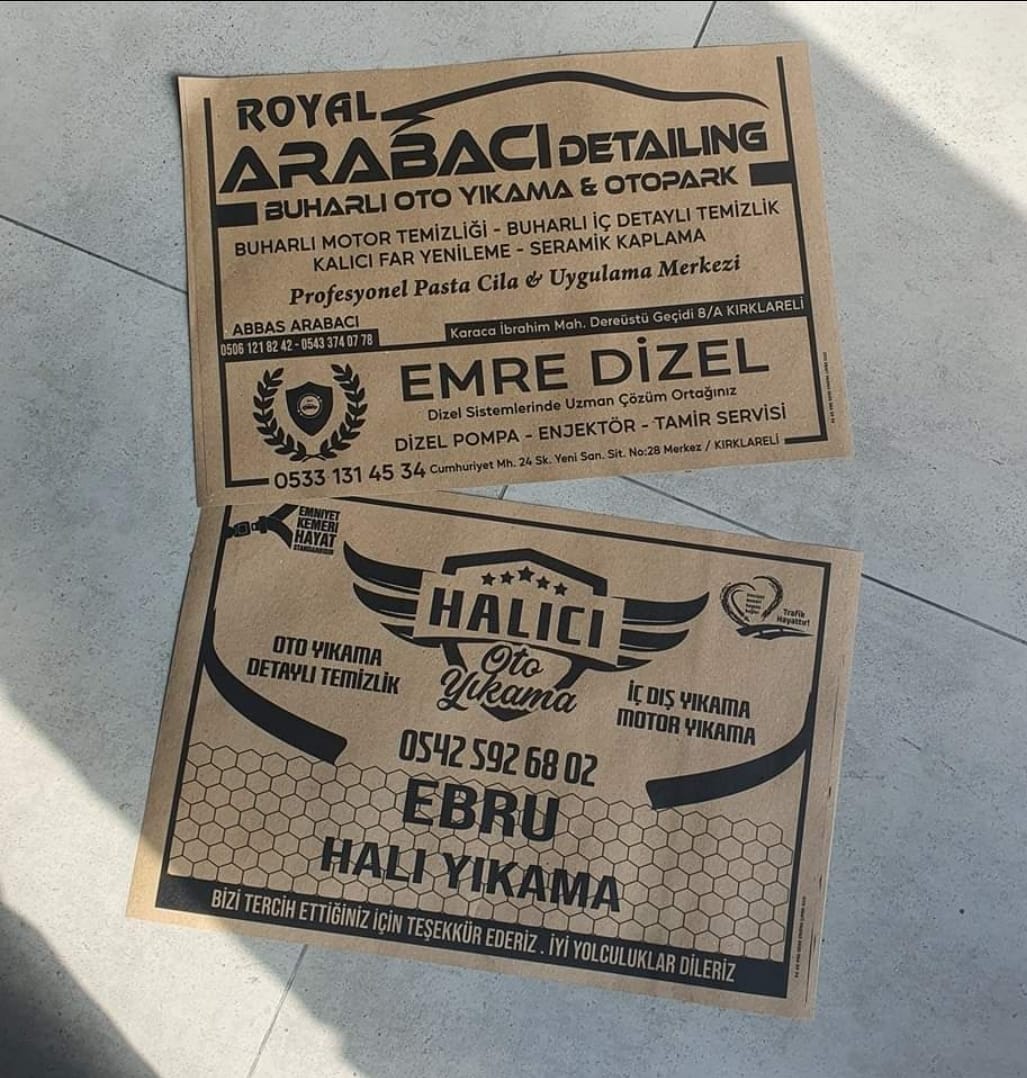 ROYAL
ARABACI DETAILING
BUHARLI OTO YIKAMA & OTOPARK
BUHARLI MOTOR TEMİZLİĞİ - BUHARLI İÇ DETAYLI TEMİZLİK
KALICI FAR YENİLEME - SERAMİK KAPLAMA
Profesyonel Pasta Cila & Uygulama Merkezi
ABBAS ARABACI
0506 121 82 42 - 0543 374 07 78
Karaca İbrahim Mah. Dereüstü Geçidi 8/A KIRKLARELİ
EMRE DİZEL
Dizel Sistemlerinde Uzman Çözüm Ortağınız
DİZEL POMPA - ENJEKTÖR - TAMİR SERVİSİ
0533 131 45 34 Cumhuriyet Mh. 24 Sk. Yeni San. Sit. No:28 Merkez / KIRKLARELİ
EMNİYET
KEMERİ
HAYAT
HALICI
Oto
Yıkama
Trafik
Hayattır!
OTO YIKAMA
DETAYLI TEMİZLİK
İÇ DIŞ YIKAMA
MOTOR YIKAMA
0542 592 68 02
EBRU
HALI YIKAMA
BİZİ TERCİH ETTİĞİNİZ İÇİN TEŞEKKÜR EDERİZ . İYİ YOLCULUKLAR DİLERİZ